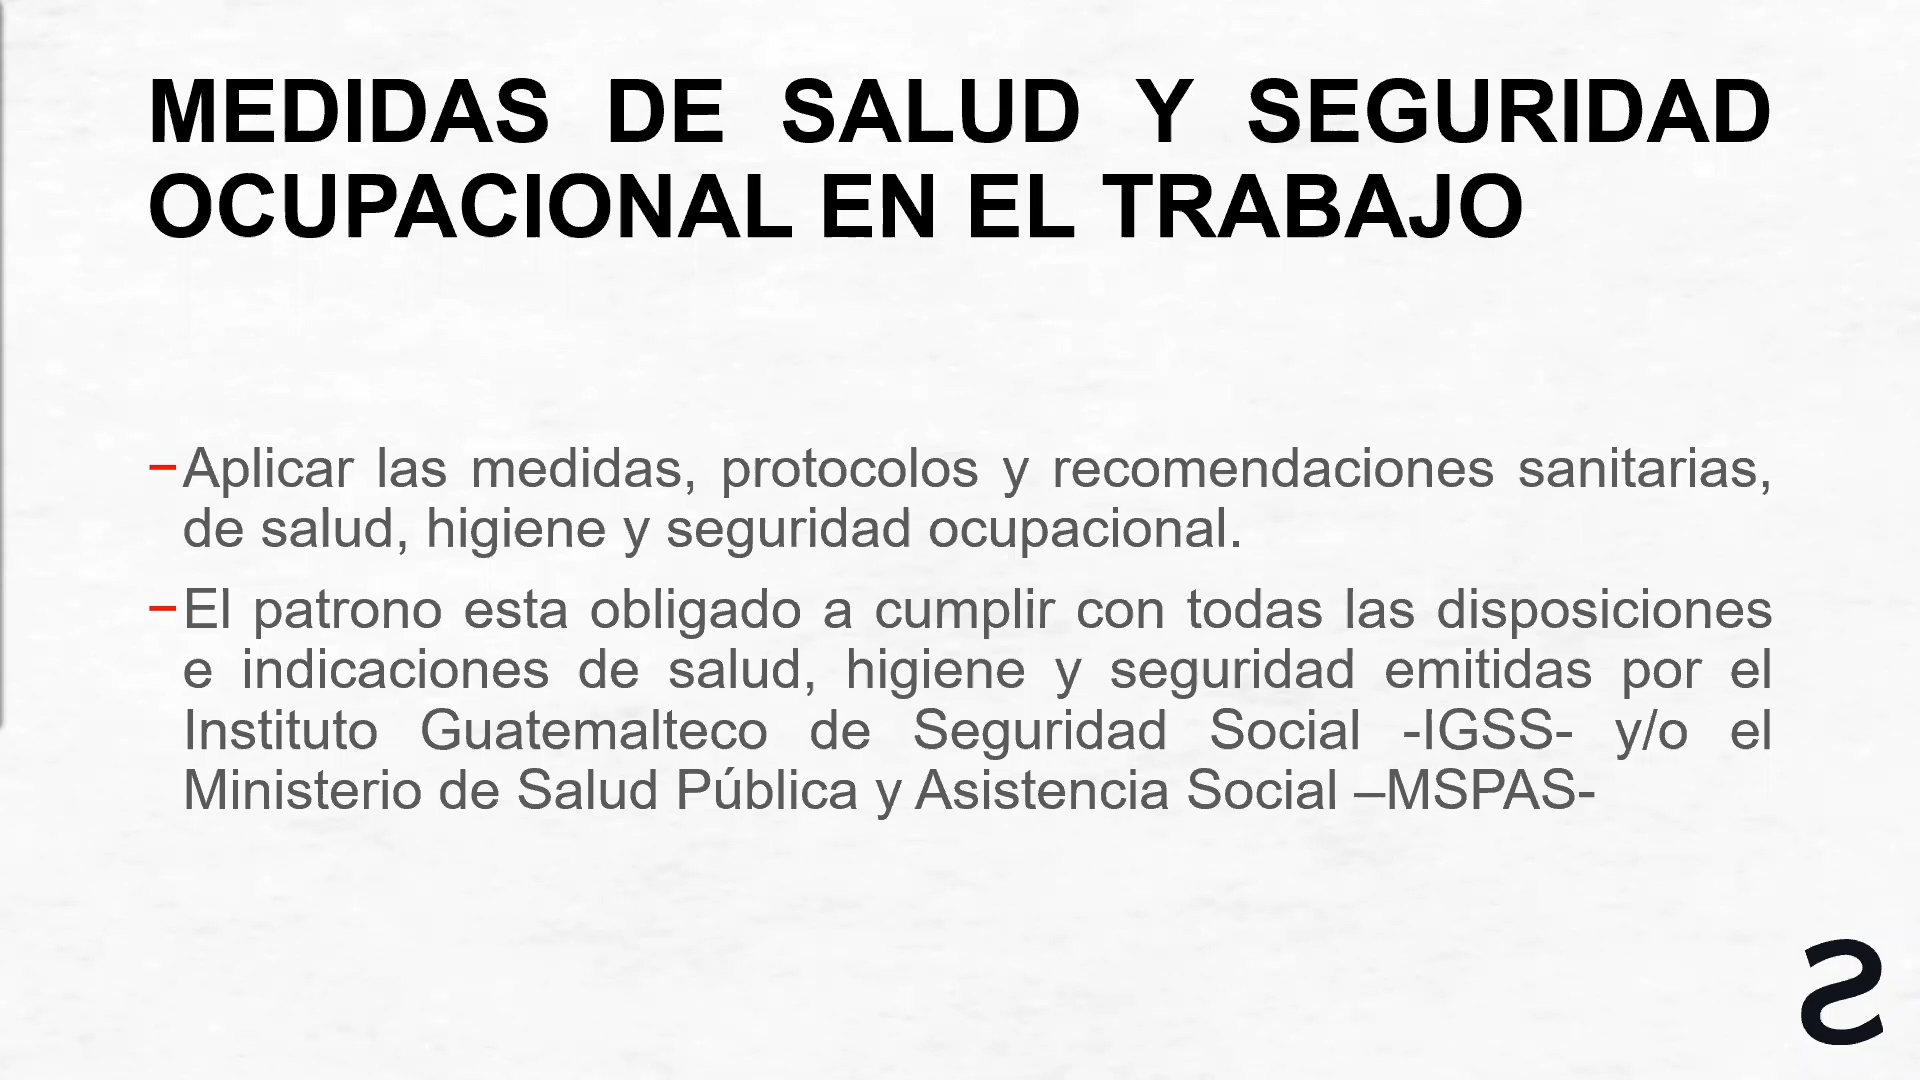 MEDIDAS DE SALUD Y SEGURIDAD
OCUPACIONAL EN EL TRABAJO
–Aplicar las medidas, protocolos y recomendaciones sanitarias,
de salud, higiene y seguridad ocupacional.
–El patrono esta obligado a cumplir con todas las disposiciones
e indicaciones de salud, higiene y seguridad emitidas por el
Instituto Guatemalteco de Seguridad Social -IGSS- y/o el
Ministerio de Salud Pública y Asistencia Social –MSPAS-